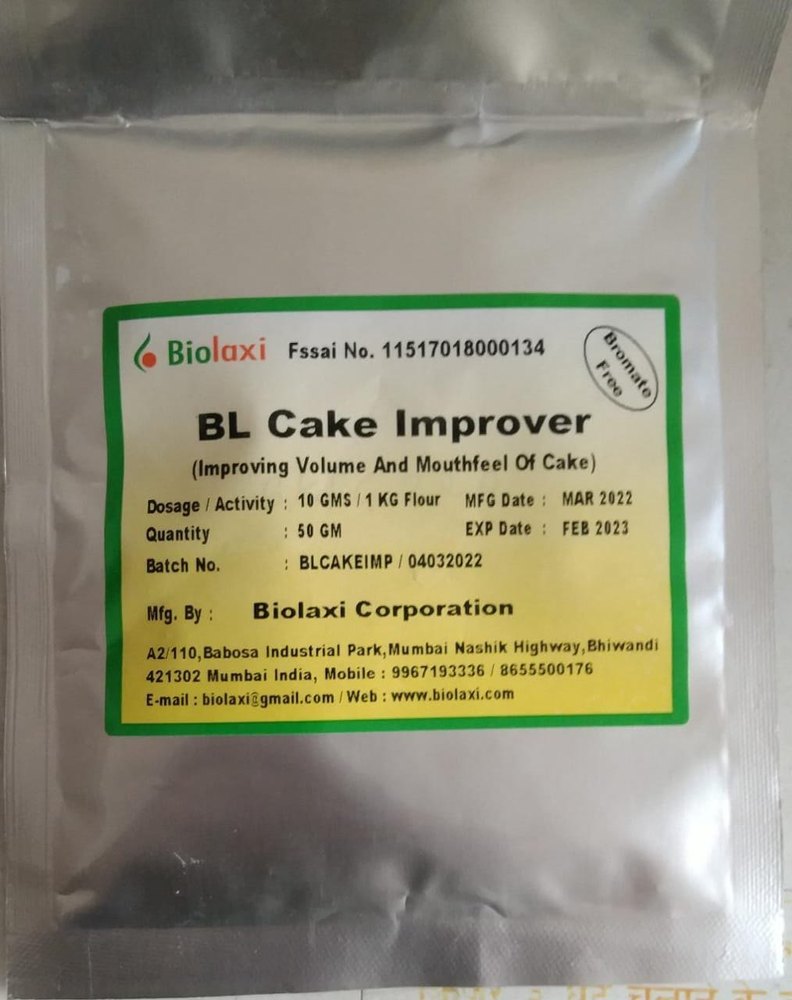 Biolaxi Fssai No. 11517018000134
Bromate
Free
BL Cake Improver
(Improving Volume And Mouthfeel Of Cake)
Dosage / Activity : 10 GMS / 1 KG Flour MFG Date : MAR 2022
Quantity : 50 GM EXP Date : FEB 2023
Batch No. : BLCAKEIMP / 04032022
Mfg. By : Biolaxi Corporation
A2/110,Babosa Industrial Park,Mumbai Nashik Highway,Bhiwandi
421302 Mumbai India, Mobile : 9967193336 / 8655500176
E-mail : biolaxi@gmail.com / Web : www.biolaxi.com